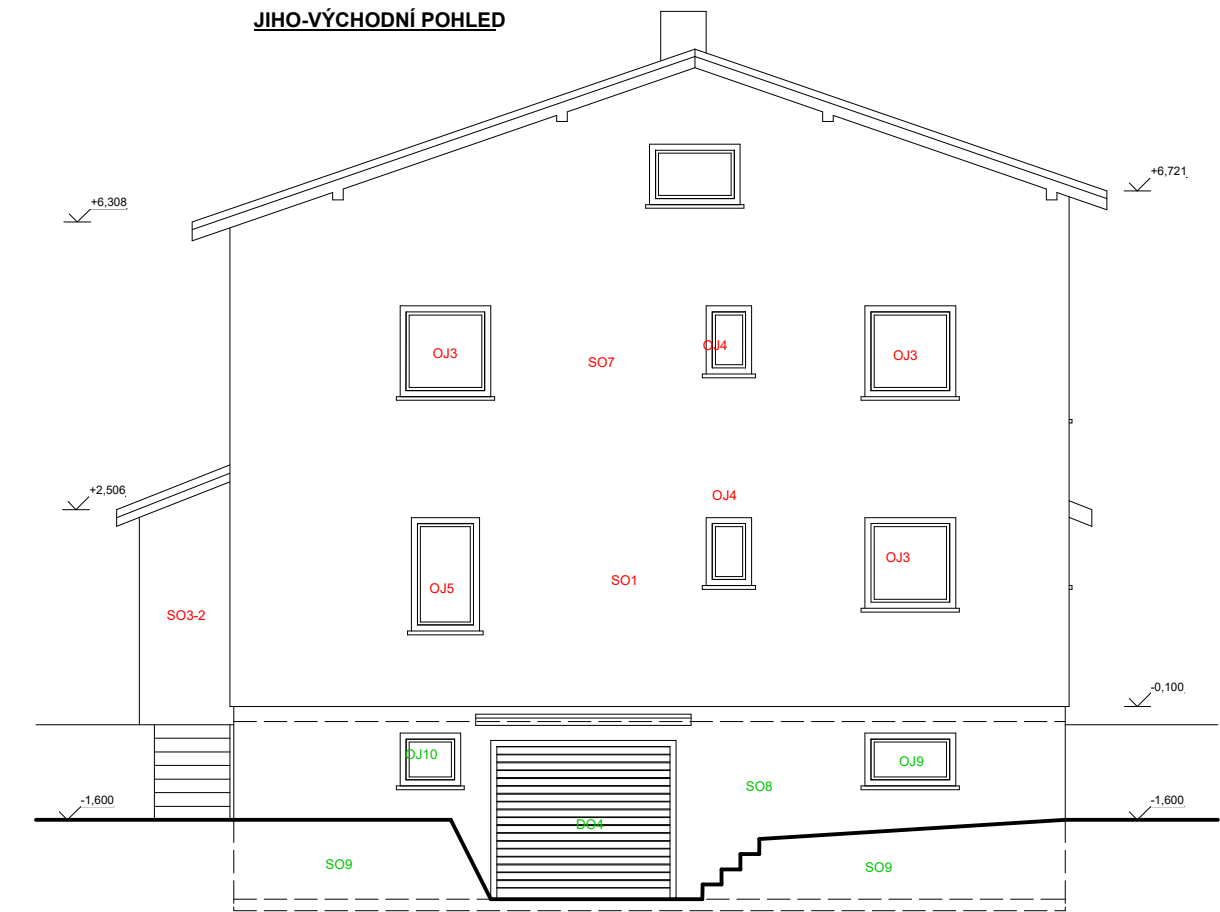 JIHO-VÝCHODNÍ POHLED
+6,721
+6,308
OJ3
SO7
OJ4
OJ3
+2,506
OJ4
SO3-2
OJ5
SO1
OJ3
-0,100
OJ10
OJ9
SO8
-1,600
-1,600
DO4
SO9
SO9